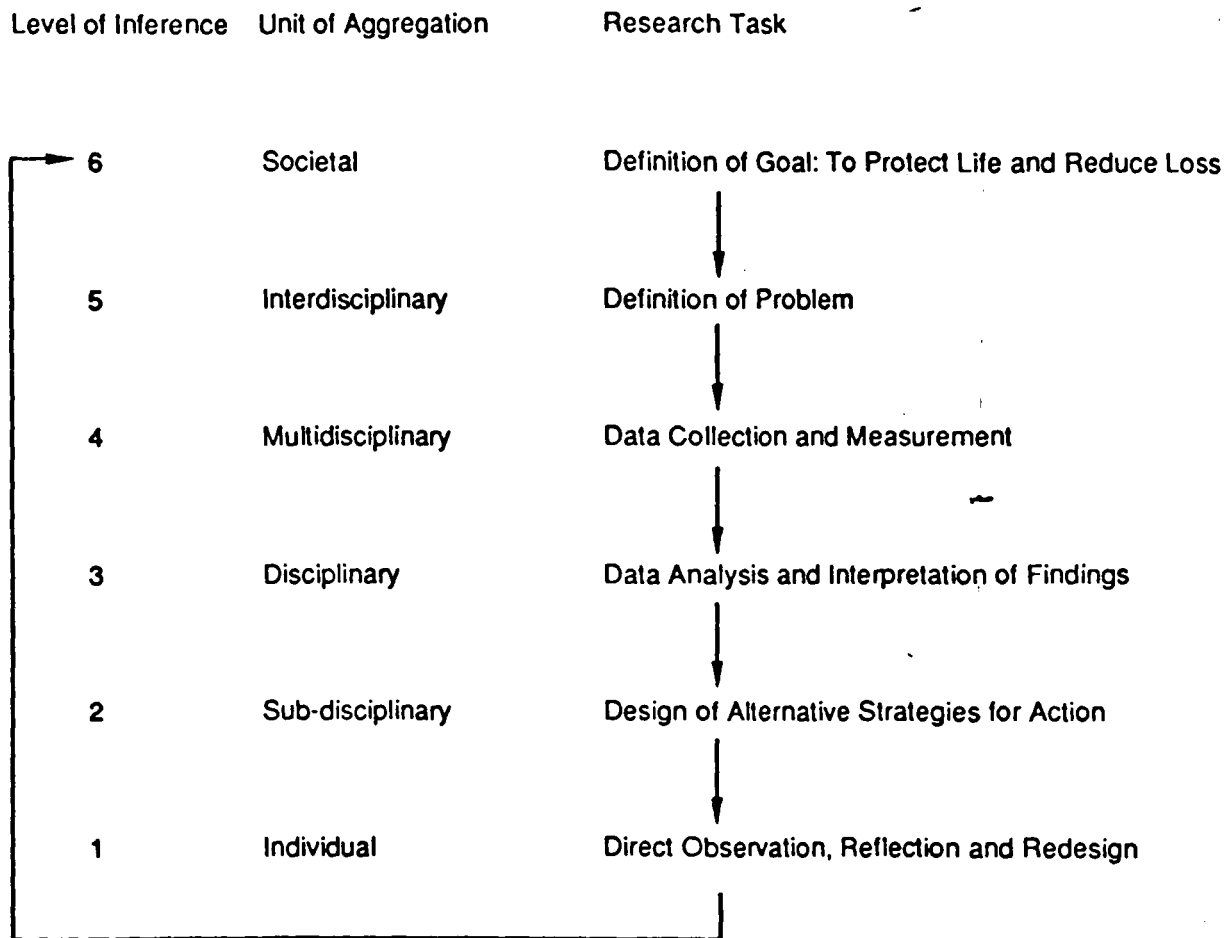 Level of Inference Unit of Aggregation Research Task
6 Societal Definition of Goal: To Protect Life and Reduce Loss
5 Interdisciplinary Definition of Problem
4 Multidisciplinary Data Collection and Measurement
3 Disciplinary Data Analysis and Interpretation of Findings
2 Sub-disciplinary Design of Alternative Strategies for Action
1 Individual Direct Observation, Reflection and Redesign